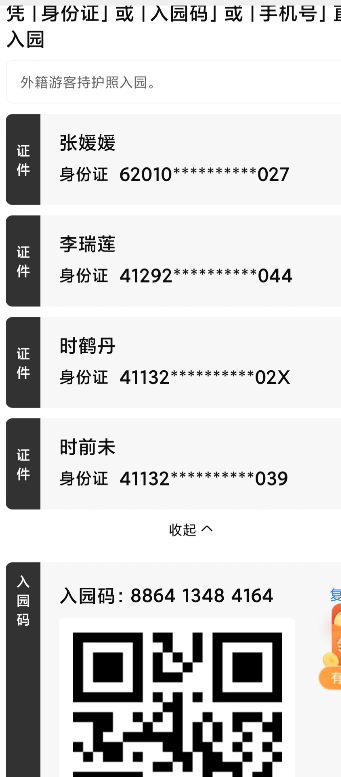 凭「身份证」或「入园码」或「手机号」直
入园
外籍游客持护照入园。
证件
张媛媛
身份证 62010**********027
证件
李瑞莲
身份证 41292**********044
证件
时鹤丹
身份证 41132**********02X
证件
时前未
身份证 41132**********039
收起
入园码
入园码: 8864 1348 4164
复
有